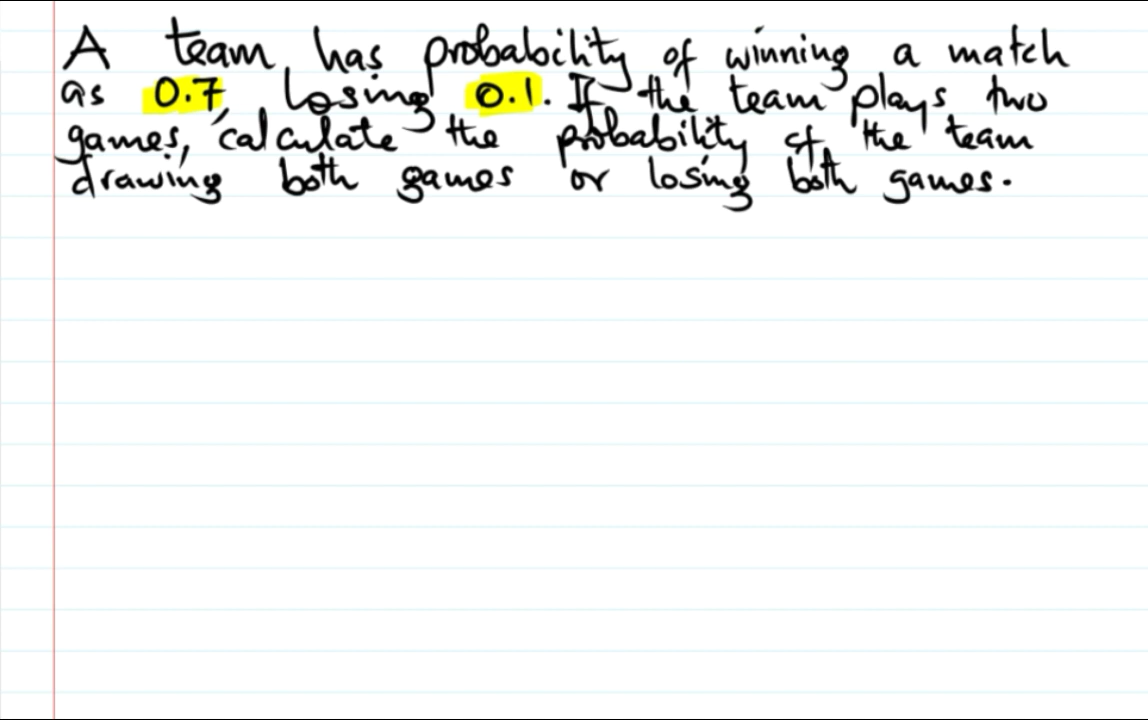 A team has probability of winning a match
as 0.7, losing 0.1. If the team plays two
games, calculate the probability of the team
drawing both games or losing both games.